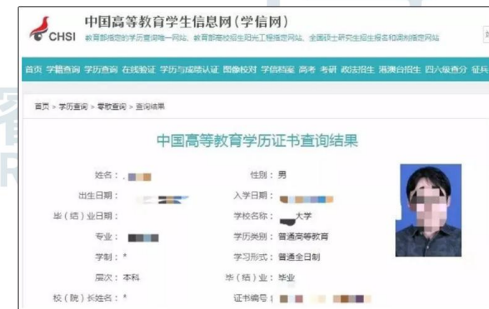 CHSI
中国高等教育学生信息网(学信网)
教育部指定的学历查询唯一网站、教育部高校招生阳光工程指定网站、全国硕士研究生招生报名和调剂指定网站
首页 学籍查询 学历查询 在线验证 学历与成绩认证 图像校对 学信档案 高考 考研 政法招生 港澳台招生 四六级查分 征兵
首页 > 学历查询 > 零散查询 > 查询结果
中国高等教育学历证书查询结果
姓名: 性别: 男
出生日期: 入学日期:
毕(结)业日期: 学校名称: 大学
专业: 学历类别: 普通高等教育
学制: * 学习形式: 普通全日制
层次: 本科 毕(结)业: 毕业
校(院)长姓名: * 证书编号: